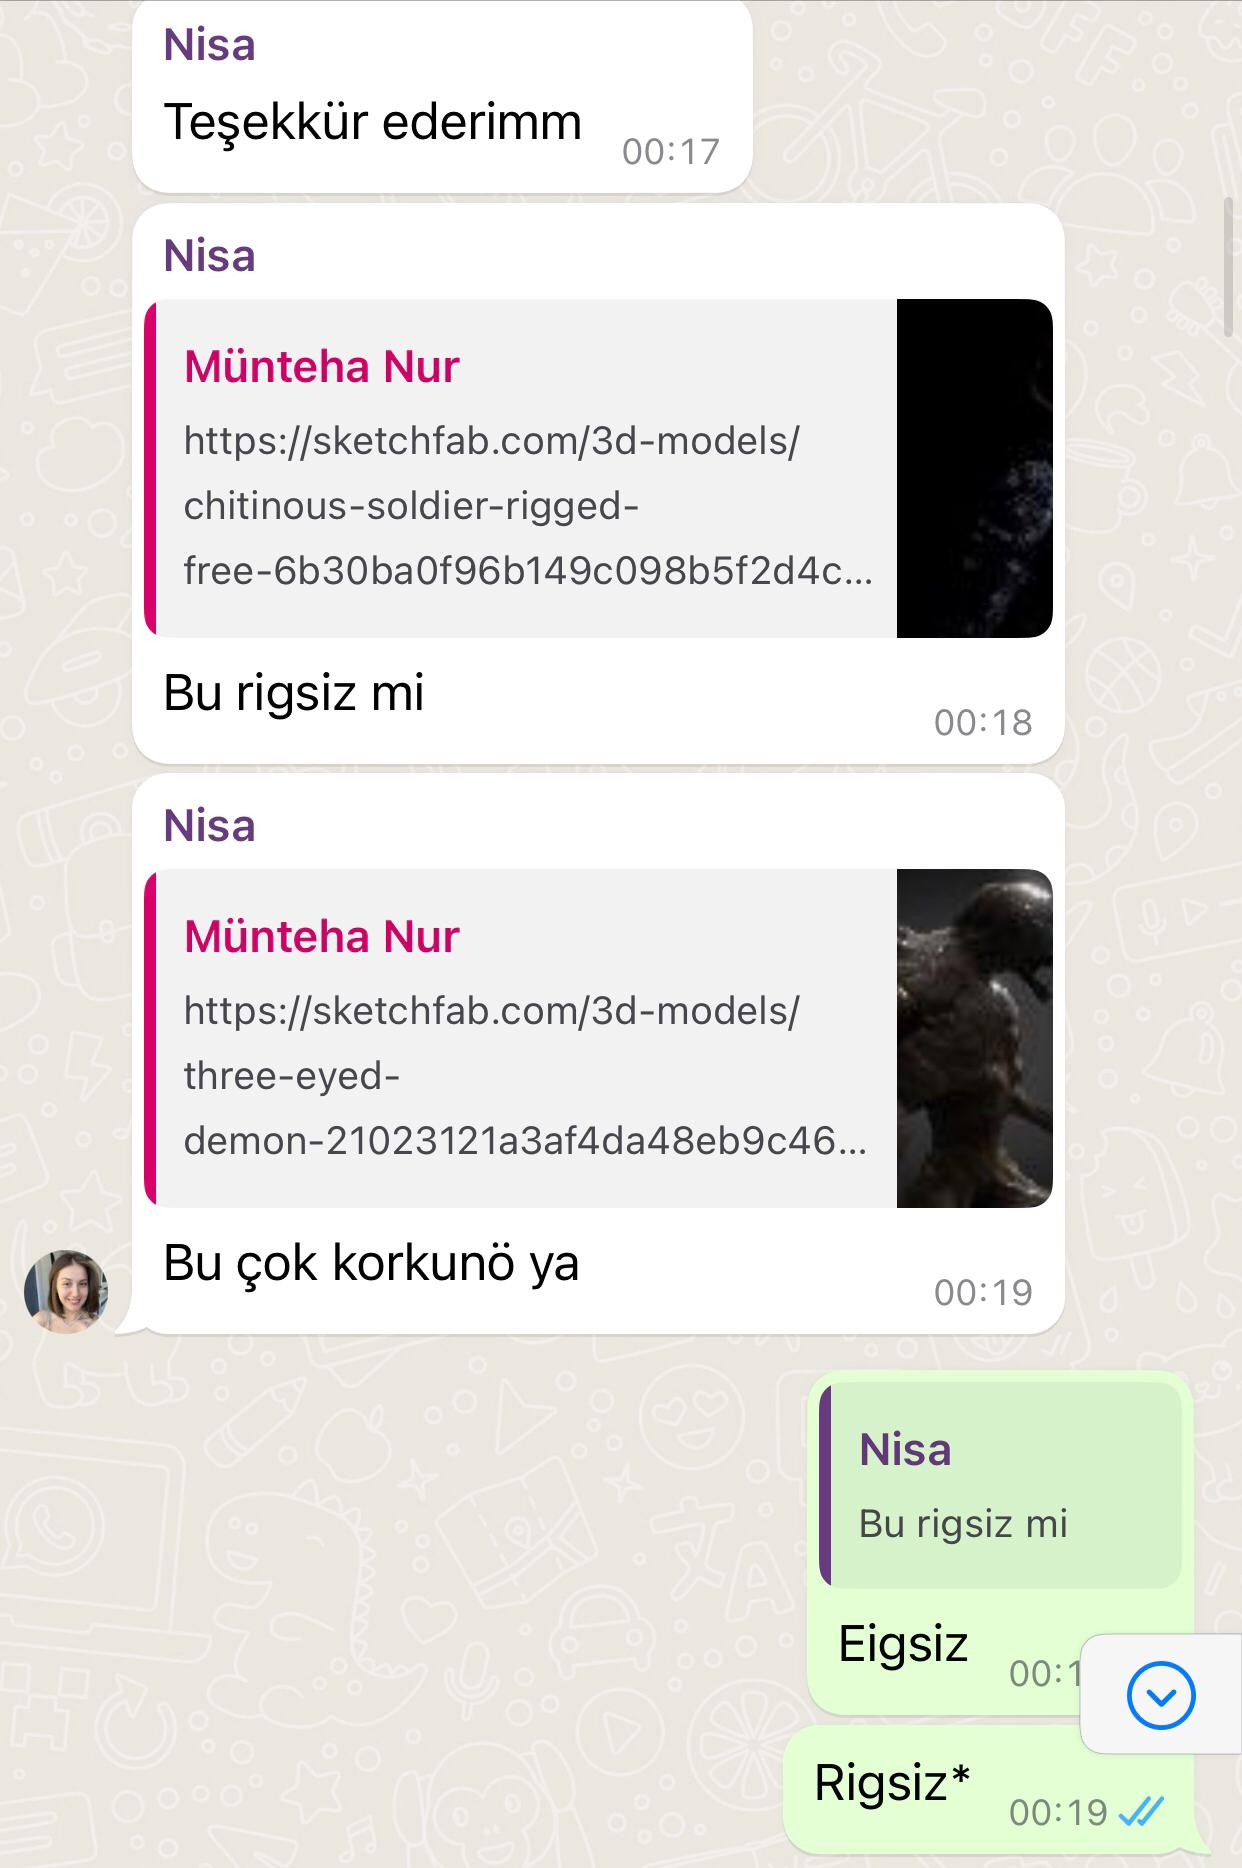 Nisa
Teşekkür ederimm
00:17
Nisa
Münteha Nur
https://sketchfab.com/3d-models/
chitinous-soldier-rigged-
free-6b30ba0f96b149c098b5f2d4c...
Bu rigsiz mi
00:18
Nisa
Münteha Nur
https://sketchfab.com/3d-models/
three-eyed-
demon-21023121a3af4da48eb9c46...
Bu çok korkunö ya
00:19
Nisa
Bu rigsiz mi
Eigsiz
00:1
Rigsiz*
00:19